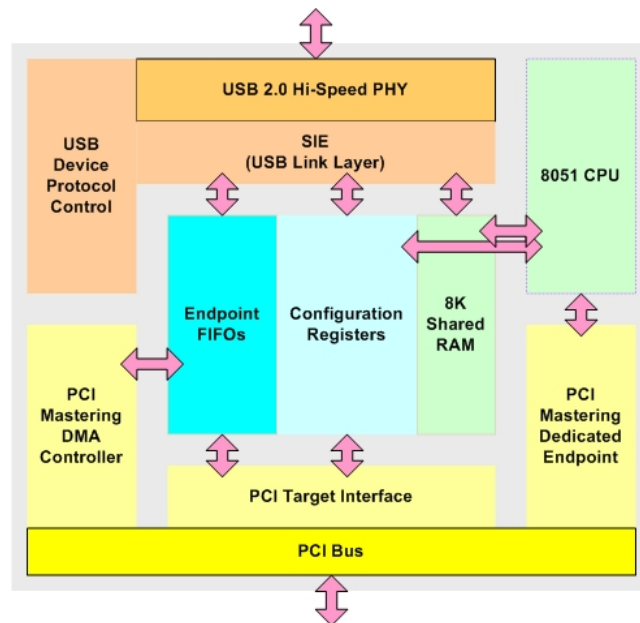 USB 2.0 Hi-Speed PHY
USB
Device
Protocol
Control
SIE
(USB Link Layer)
8051 CPU
Endpoint
FIFOs
Configuration
Registers
8K
Shared
RAM
PCI
Mastering
DMA
Controller
PCI
Mastering
Dedicated
Endpoint
PCI Target Interface
PCI Bus